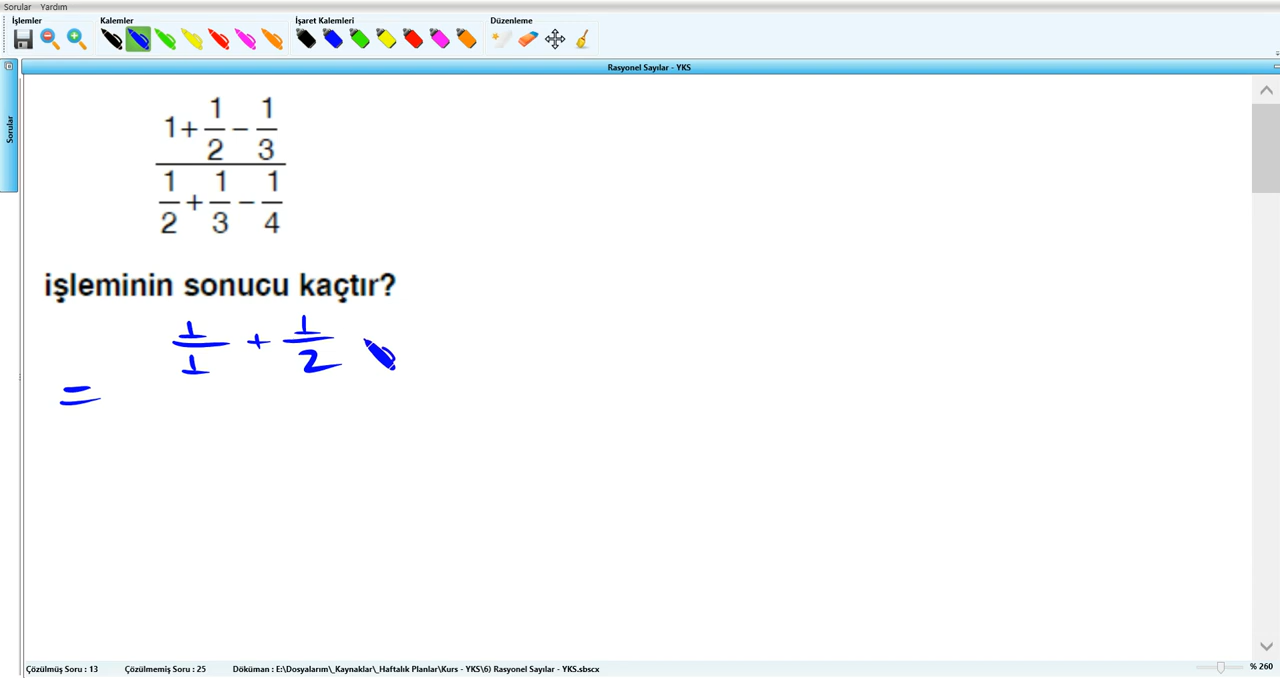 Sorular Yardım
İşlemler Kalemler İşaret Kalemleri Düzenleme
Rasyonel Sayılar - YKS
Sorular
1+ 1/2 − 1/3
1/2 + 1/3 − 1/4
işleminin sonucu kaçtır?
= 1/1 + 1/2
Çözülmüş Soru : 13 Çözülmemiş Soru : 25 Döküman : E:\Dosyalarım\_Kaynaklar\_Haftalık Planlar\Kurs - YKS\6) Rasyonel Sayılar - YKS.sbscx % 260